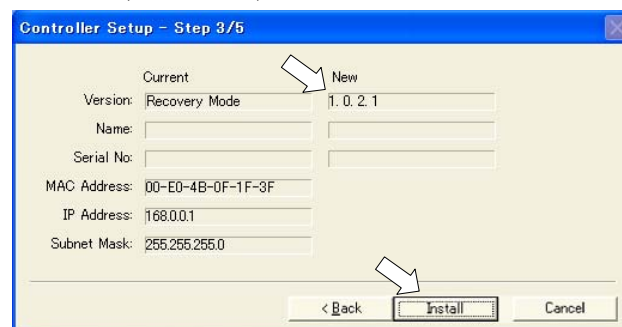 Controller Setup - Step 3/5
Current New
Version: Recovery Mode 1. 0. 2. 1
Name:
Serial No:
MAC Address: 00-E0-4B-0F-1F-3F
IP Address: 168.0.0.1
Subnet Mask: 255.255.255.0
< Back Install Cancel